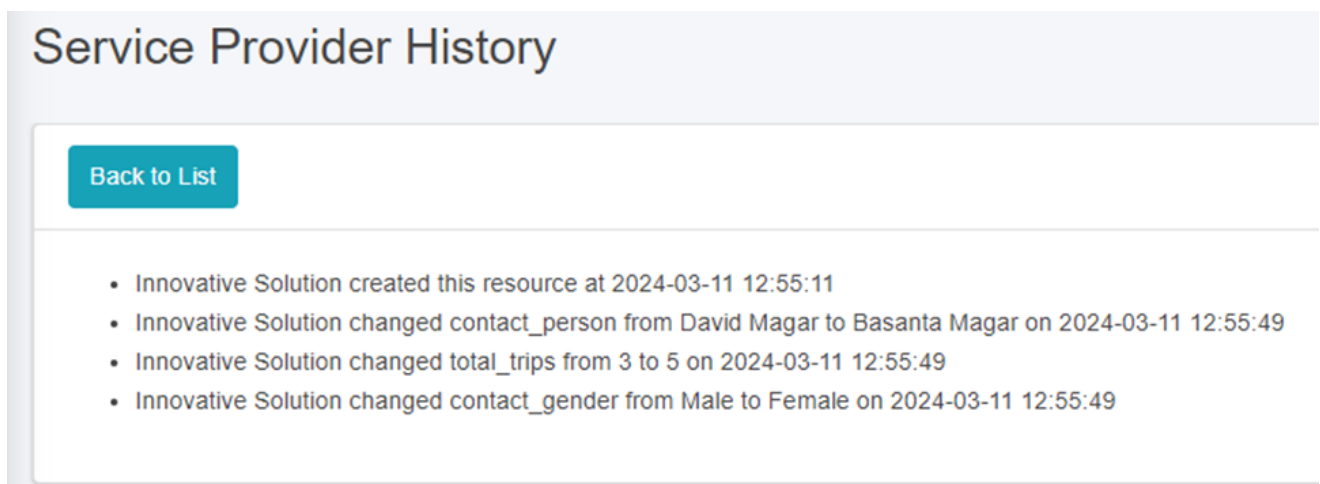 Service Provider History
Back to List
• Innovative Solution created this resource at 2024-03-11 12:55:11
• Innovative Solution changed contact_person from David Magar to Basanta Magar on 2024-03-11 12:55:49
• Innovative Solution changed total_trips from 3 to 5 on 2024-03-11 12:55:49
• Innovative Solution changed contact_gender from Male to Female on 2024-03-11 12:55:49